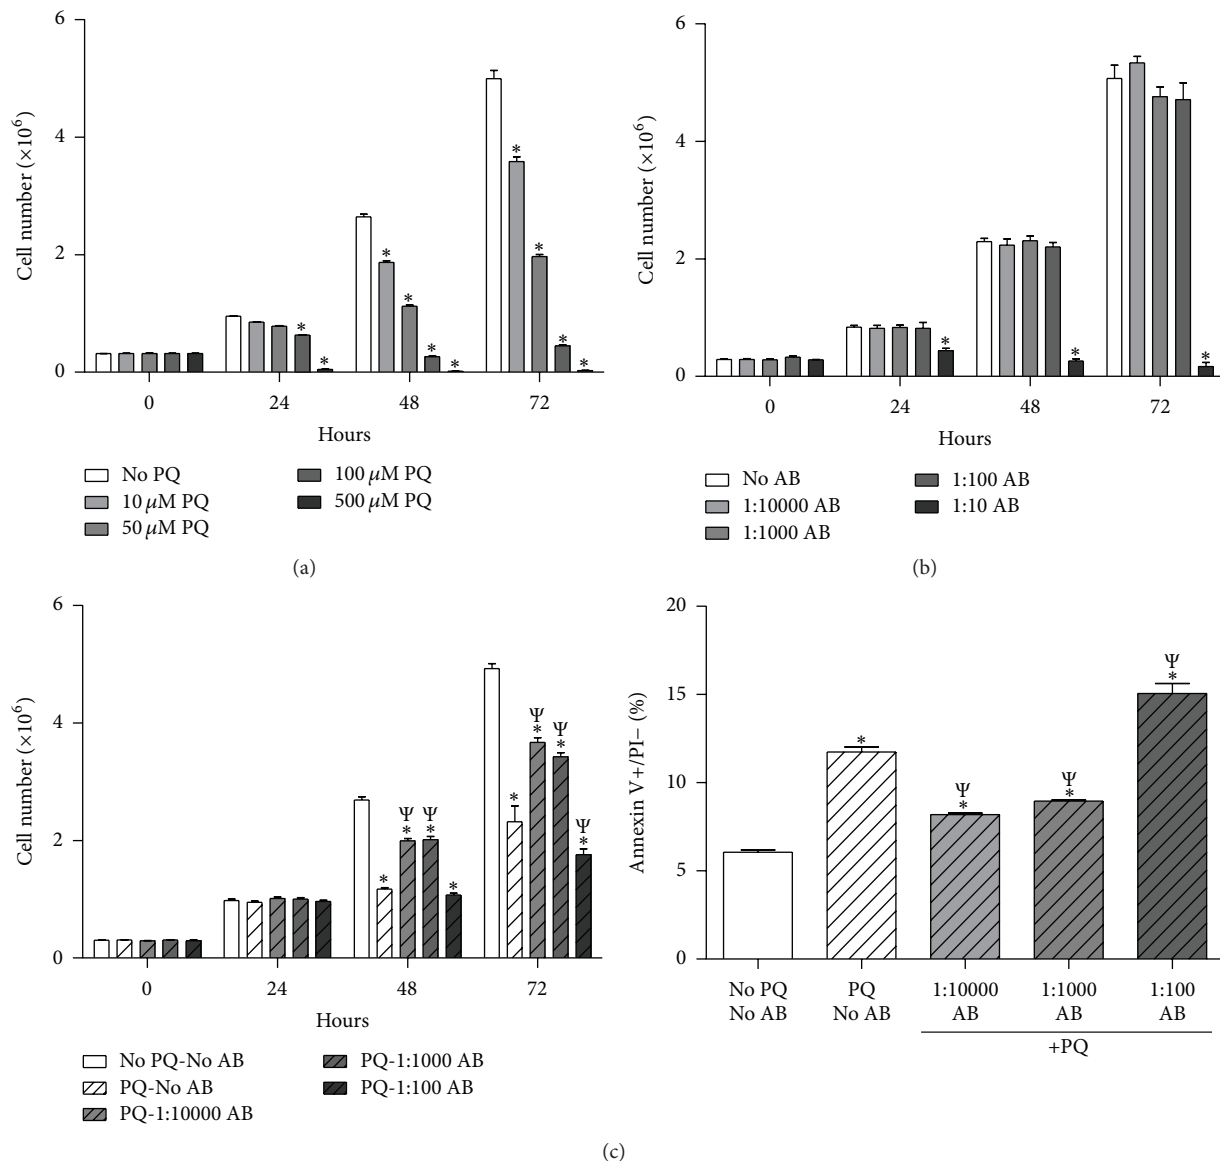 6
4
2
0
Cell number (×10⁶)
*
*
*
*
*
*
*
*
*
*
*
0
24
48
72
Hours
No PQ
10 μM PQ
50 μM PQ
100 μM PQ
500 μM PQ
(a)
6
4
2
0
Cell number (×10⁶)
*
*
*
0
24
48
72
Hours
No AB
1:10000 AB
1:1000 AB
1:100 AB
1:10 AB
(b)
6
4
2
0
Cell number (×10⁶)
*
Ψ
*
Ψ
*
*
*
Ψ
*
Ψ
*
Ψ
*
0
24
48
72
Hours
No PQ-No AB
PQ-No AB
PQ-1:10000 AB
PQ-1:1000 AB
PQ-1:100 AB
20
15
10
5
0
Annexin V+/PI− (%)
*
Ψ
*
Ψ
*
Ψ
*
No PQ
No AB
PQ
No AB
1:10000
AB
1:1000
AB
1:100
AB
+PQ
(c)